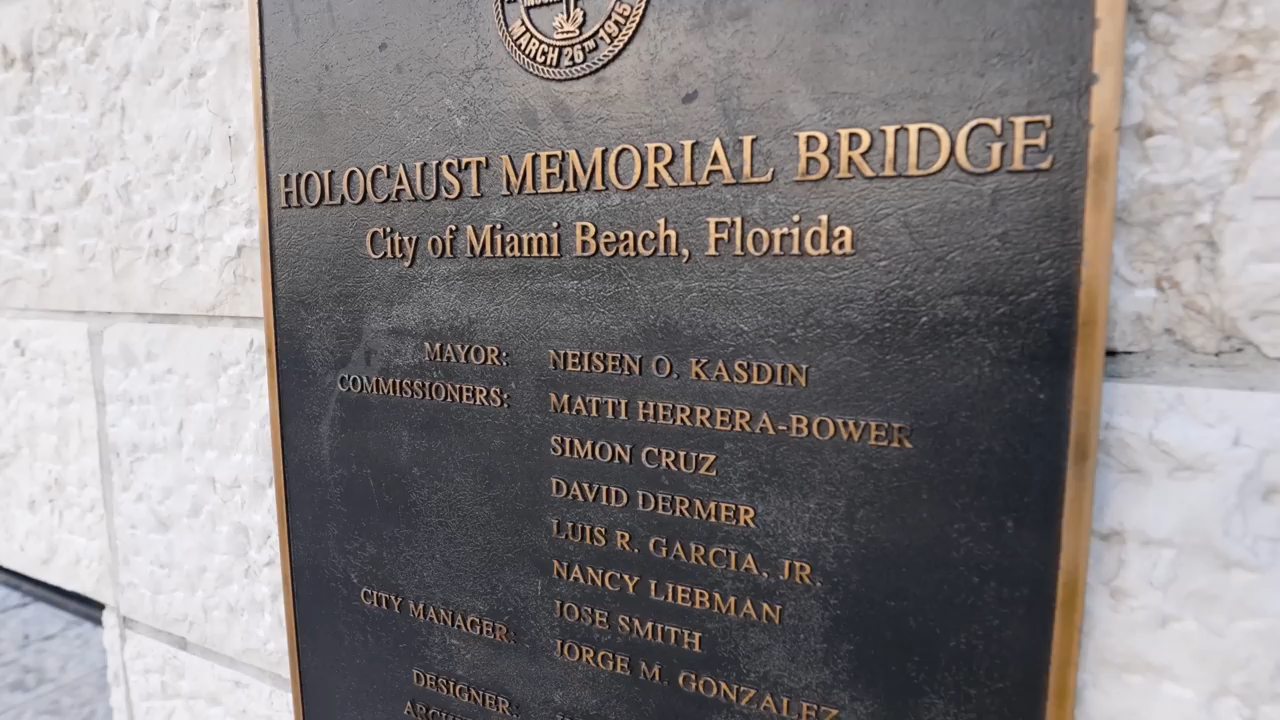 MARCH 26TH 1915
HOLOCAUST MEMORIAL BRIDGE
City of Miami Beach, Florida
MAYOR: NEISEN O. KASDIN
COMMISSIONERS: MATTI HERRERA-BOWER
SIMON CRUZ
DAVID DERMER
LUIS R. GARCIA, JR.
NANCY LIEBMAN
JOSE SMITH
CITY MANAGER: JORGE M. GONZALEZ
DESIGNER: